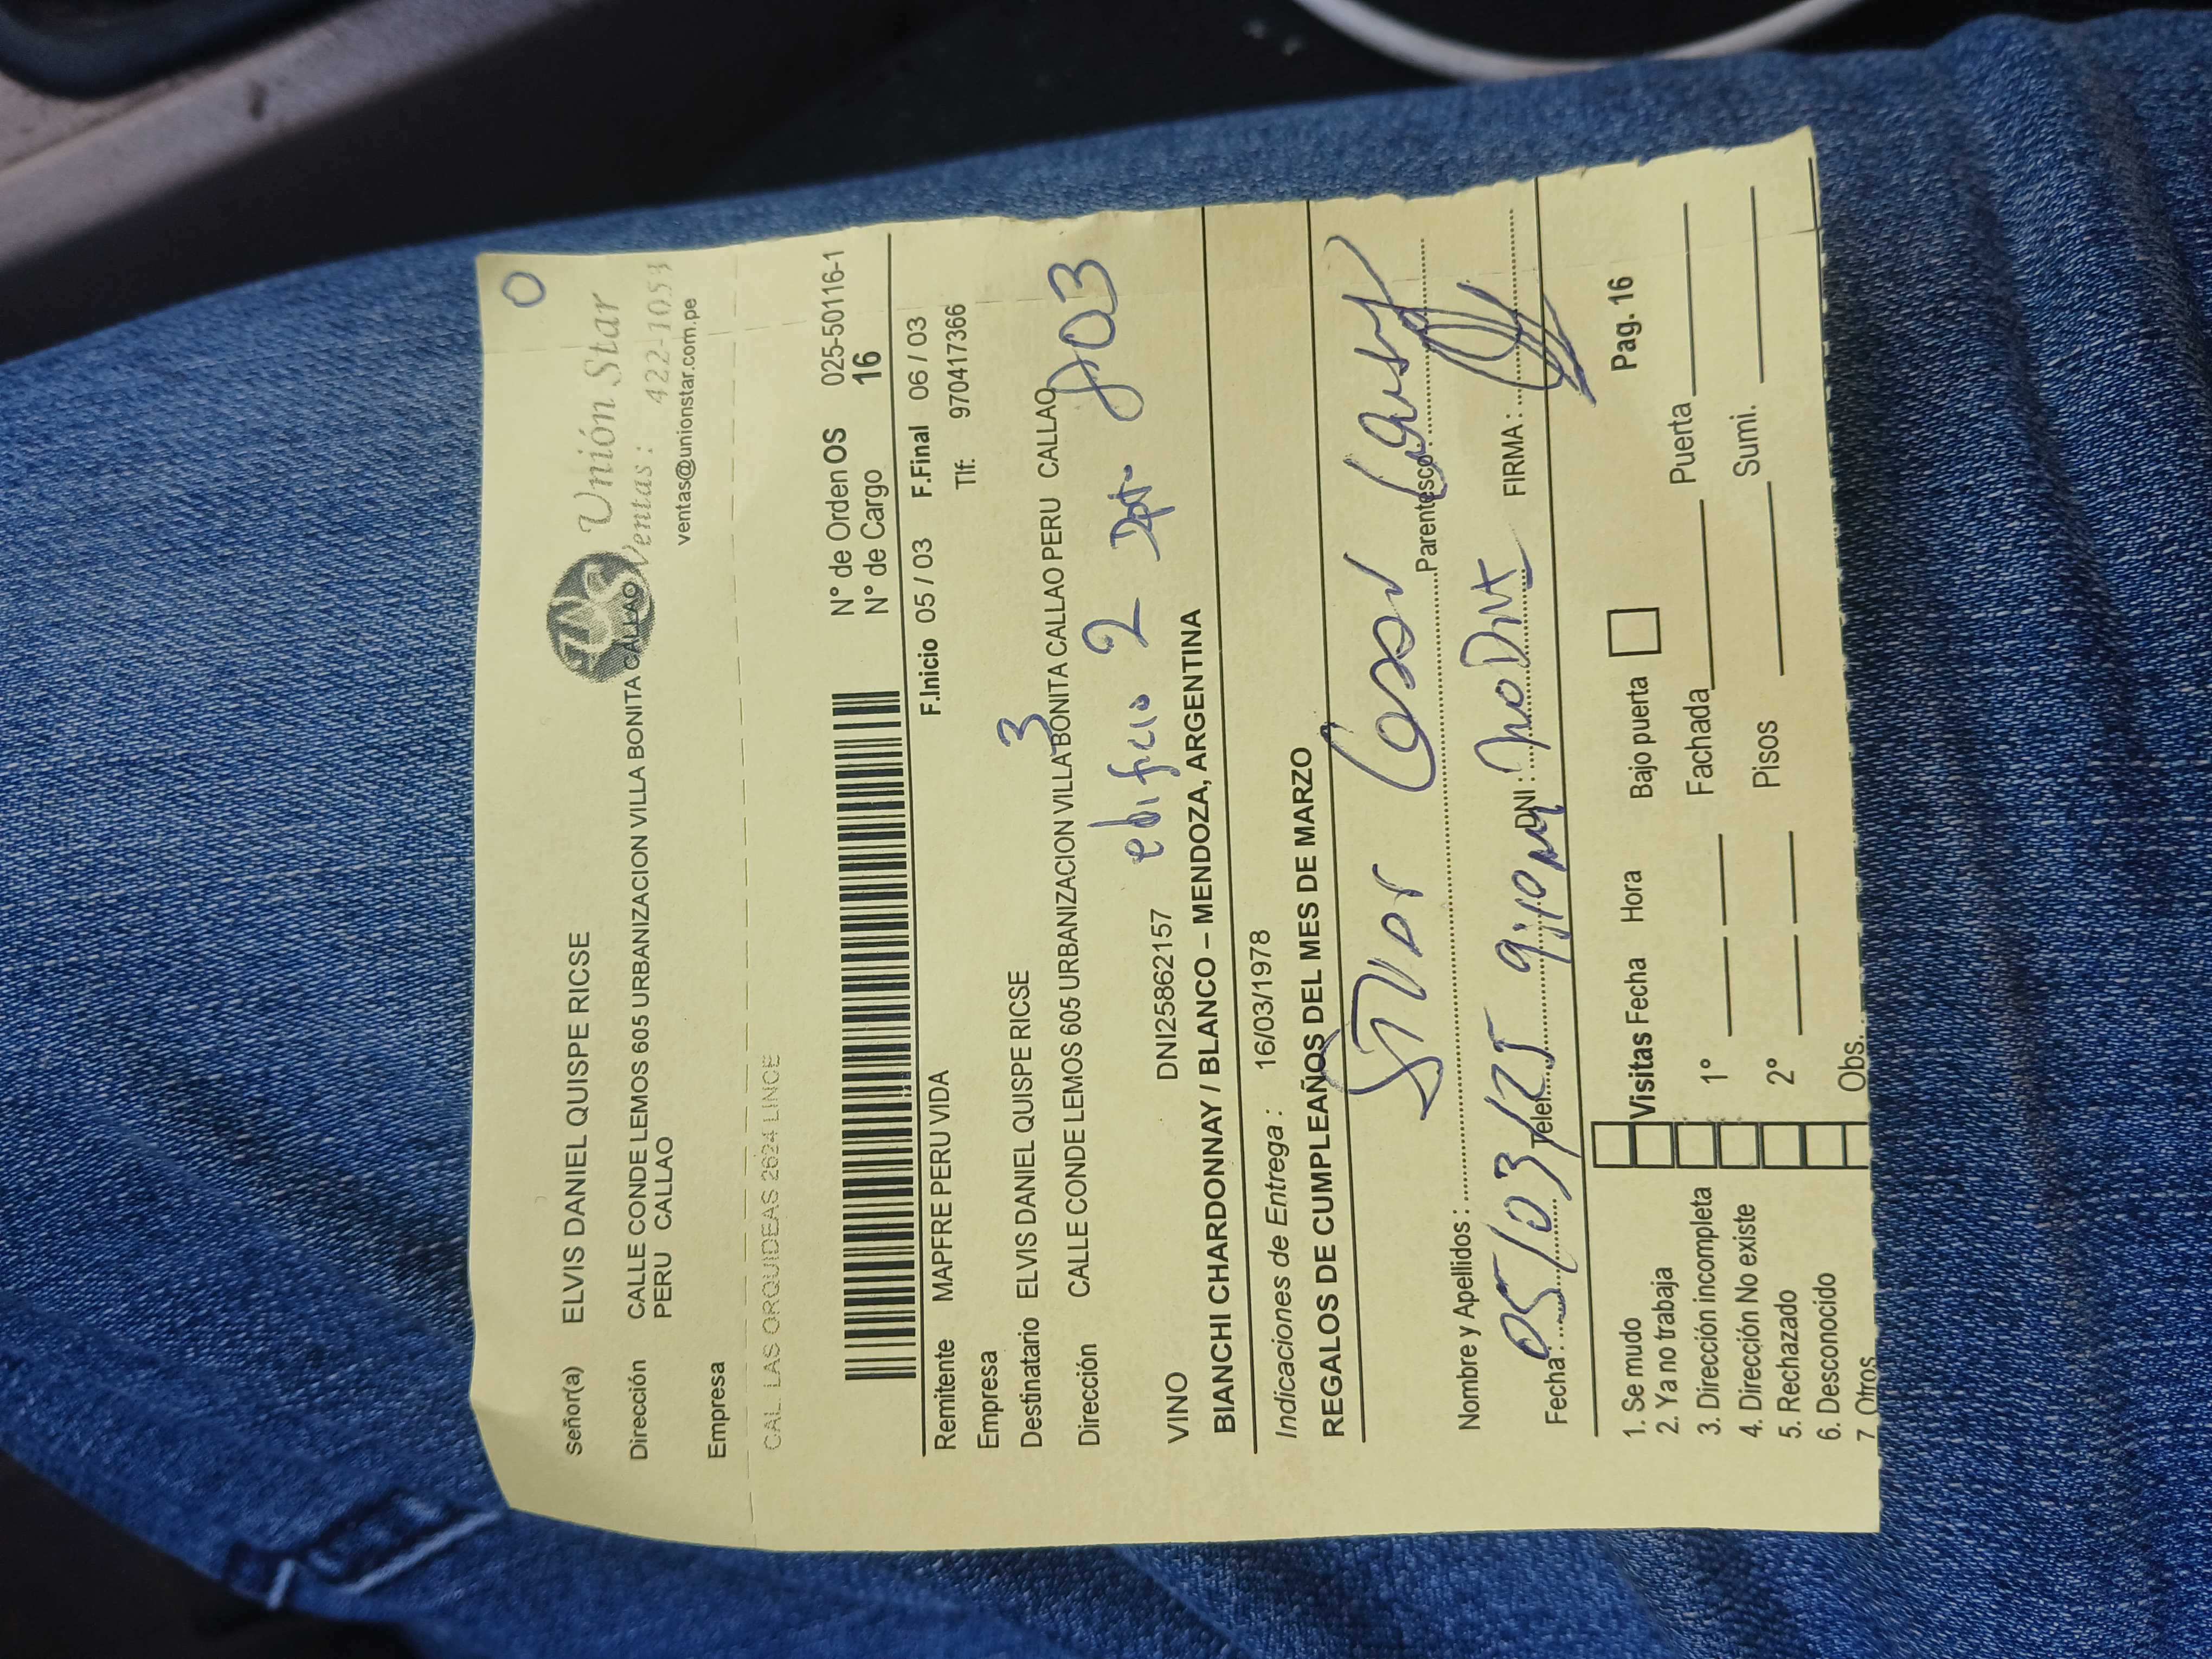 Unión Star
Ventas: 422-1053
ventas@unionstar.com.pe
Señor(a) ELVIS DANIEL QUISPE RICSE
Dirección CALLE CONDE LEMOS 605 URBANIZACION VILLA BONITA CALLAO
PERU CALLAO
Empresa
CAL. LAS ORQUIDEAS 2624 LINCE
N° de Orden OS 025-50116-1
N° de Cargo 16
F.Inicio 05 / 03 F.Final 06 / 03
Remitente MAPFRE PERU VIDA Tlf: 970417366
Empresa
Destinatario ELVIS DANIEL QUISPE RICSE
3
Dirección CALLE CONDE LEMOS 605 URBANIZACION VILLA BONITA CALLAO PERU CALLAO
edificio 2 Dpto. 803
VINO DNI25862157
BIANCHI CHARDONNAY / BLANCO – MENDOZA, ARGENTINA
Indicaciones de Entrega : 16/03/1978
REGALOS DE CUMPLEAÑOS DEL MES DE MARZO
Nombre y Apellidos : Parentesco :
Fecha : 05/03/25 Telef. 9:10 DNI : no DNI FIRMA :
1. Se mudo
2. Ya no trabaja
3. Dirección incompleta
4. Dirección No existe
5. Rechazado
6. Desconocido
7. Otros
Visitas Fecha Hora Bajo puerta Pag. 16
1° Fachada Puerta
2° Pisos Sumi.
Obs.